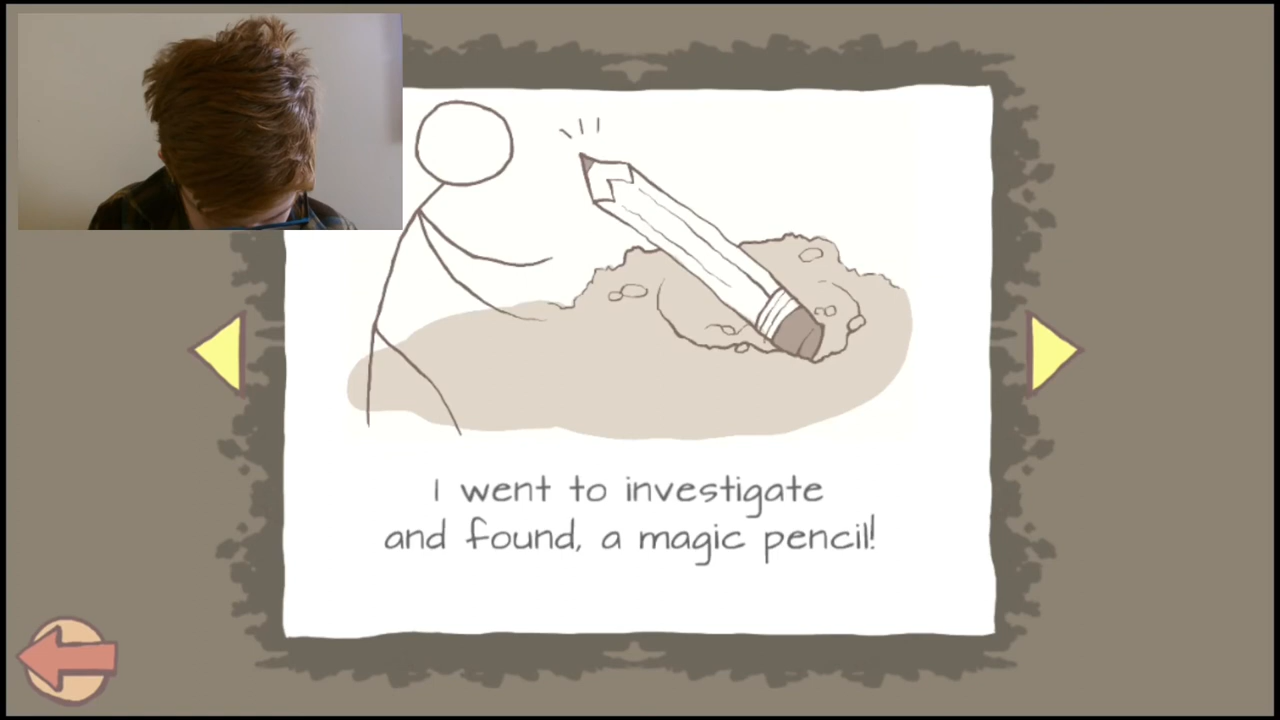 I went to investigate
and found, a magic pencil!